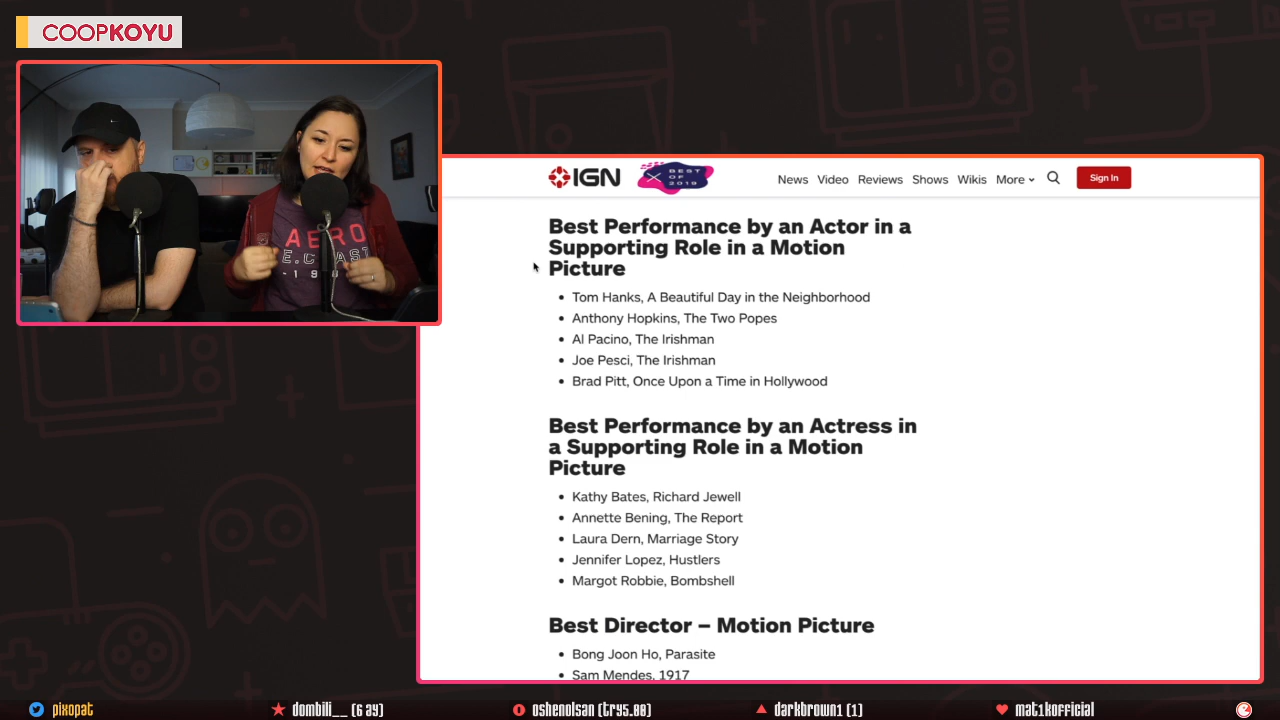 COOPKOYU
AERO
IGN
BEST
OF
2019
News Video Reviews Shows Wikis More Sign In
Best Performance by an Actor in a
Supporting Role in a Motion
Picture
• Tom Hanks, A Beautiful Day in the Neighborhood
• Anthony Hopkins, The Two Popes
• Al Pacino, The Irishman
• Joe Pesci, The Irishman
• Brad Pitt, Once Upon a Time in Hollywood
Best Performance by an Actress in
a Supporting Role in a Motion
Picture
• Kathy Bates, Richard Jewell
• Annette Bening, The Report
• Laura Dern, Marriage Story
• Jennifer Lopez, Hustlers
• Margot Robbie, Bombshell
Best Director – Motion Picture
• Bong Joon Ho, Parasite
• Sam Mendes, 1917
pixopat dombili__ (6 ay) oshenolsan (try5.00) darkbrown1 (1) mat1kofficial